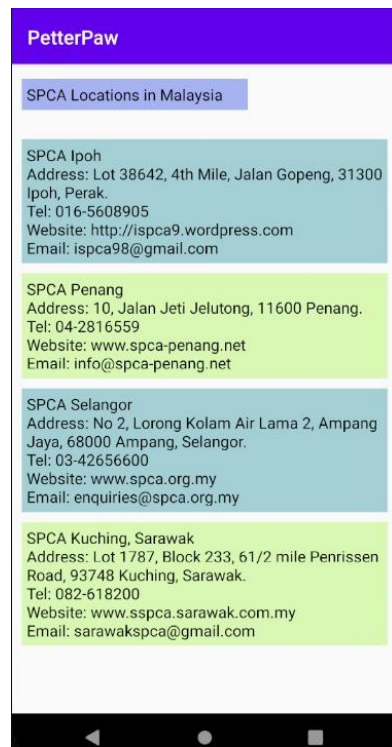 PetterPaw
SPCA Locations in Malaysia
SPCA Ipoh
Address: Lot 38642, 4th Mile, Jalan Gopeng, 31300
Ipoh, Perak.
Tel: 016-5608905
Website: http://ispca9.wordpress.com
Email: ispca98@gmail.com
SPCA Penang
Address: 10, Jalan Jeti Jelutong, 11600 Penang.
Tel: 04-2816559
Website: www.spca-penang.net
Email: info@spca-penang.net
SPCA Selangor
Address: No 2, Lorong Kolam Air Lama 2, Ampang
Jaya, 68000 Ampang, Selangor.
Tel: 03-42656600
Website: www.spca.org.my
Email: enquiries@spca.org.my
SPCA Kuching, Sarawak
Address: Lot 1787, Block 233, 61/2 mile Penrissen
Road, 93748 Kuching, Sarawak.
Tel: 082-618200
Website: www.sspca.sarawak.com.my
Email: sarawakspca@gmail.com